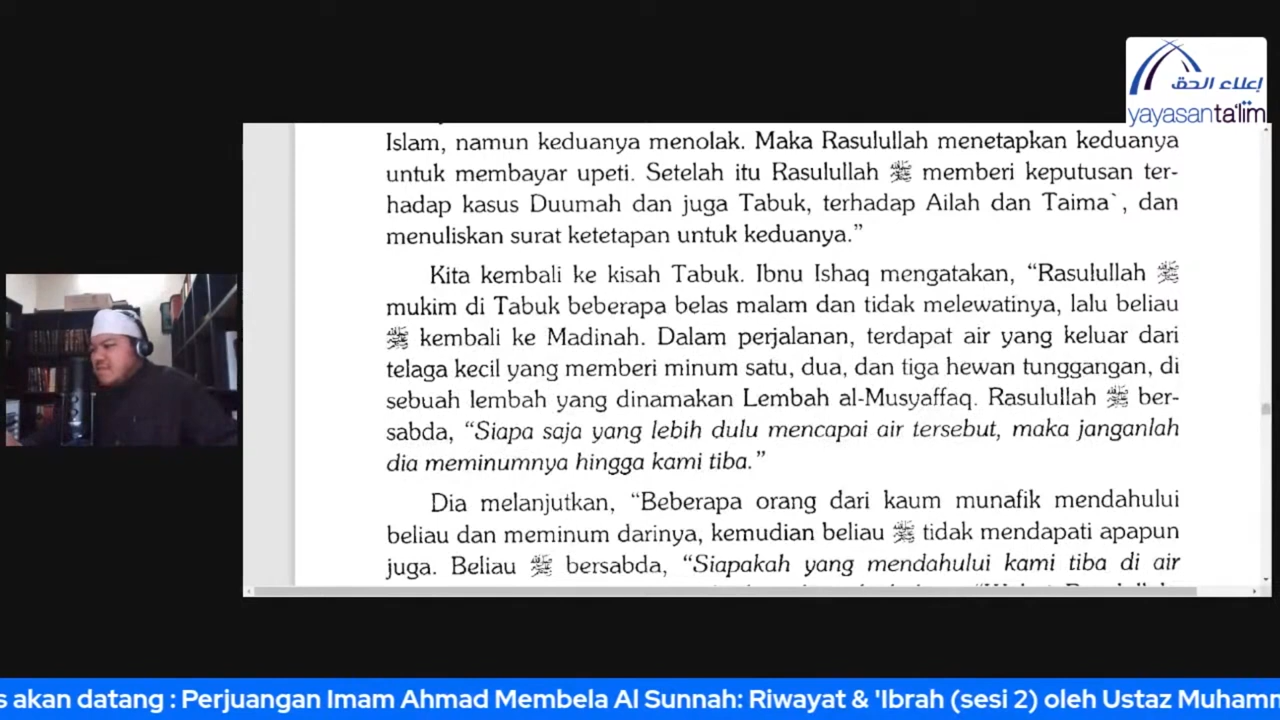 إعلاء الحق
yayasanta'lim
Islam, namun keduanya menolak. Maka Rasulullah menetapkan keduanya
untuk membayar upeti. Setelah itu Rasulullah ﷺ memberi keputusan ter-
hadap kasus Duumah dan juga Tabuk, terhadap Ailah dan Taima`, dan
menuliskan surat ketetapan untuk keduanya.”
Kita kembali ke kisah Tabuk. Ibnu Ishaq mengatakan, “Rasulullah ﷺ
mukim di Tabuk beberapa belas malam dan tidak melewatinya, lalu beliau
ﷺ kembali ke Madinah. Dalam perjalanan, terdapat air yang keluar dari
telaga kecil yang memberi minum satu, dua, dan tiga hewan tunggangan, di
sebuah lembah yang dinamakan Lembah al-Musyaffaq. Rasulullah ﷺ ber-
sabda, “Siapa saja yang lebih dulu mencapai air tersebut, maka janganlah
dia meminumnya hingga kami tiba.”
Dia melanjutkan, “Beberapa orang dari kaum munafik mendahului
beliau dan meminum darinya, kemudian beliau ﷺ tidak mendapati apapun
juga. Beliau ﷺ bersabda, “Siapakah yang mendahului kami tiba di air
s akan datang : Perjuangan Imam Ahmad Membela Al Sunnah: Riwayat & 'Ibrah (sesi 2) oleh Ustaz Muhamm